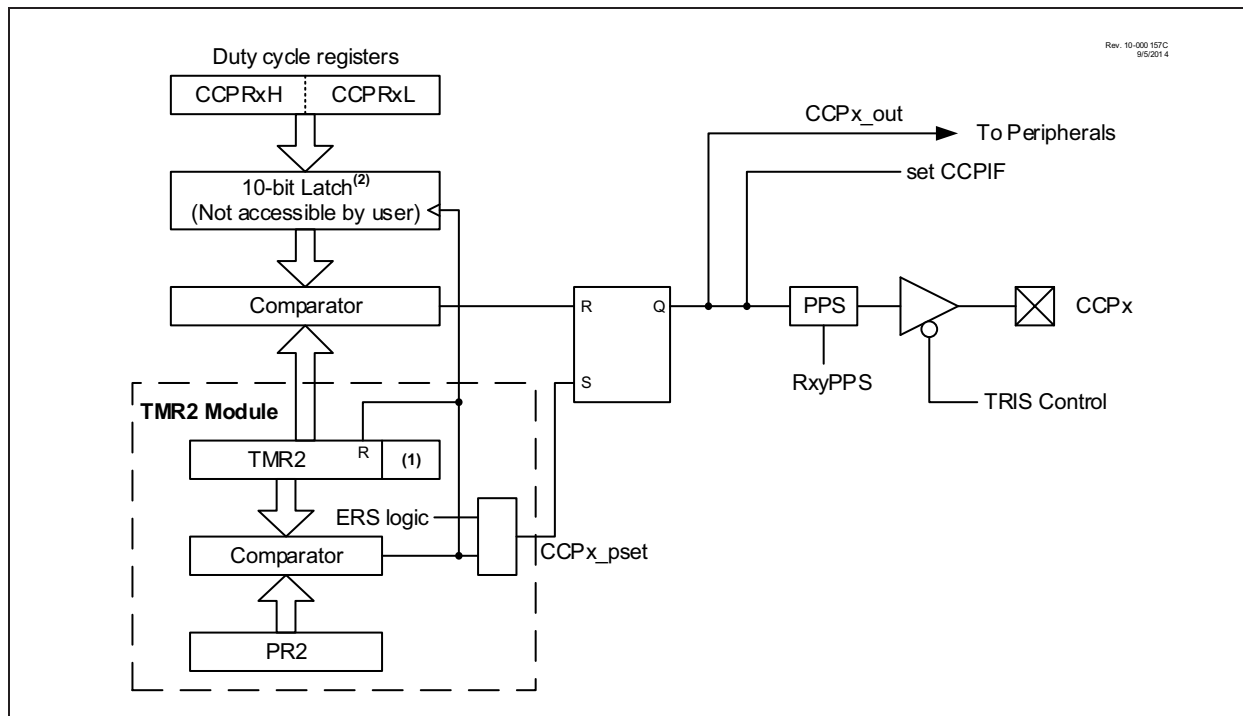 Rev. 10-000 157C
9/5/201 4
Duty cycle registers
CCPRxH CCPRxL
CCPx_out
To Peripherals
set CCPIF
10-bit Latch(2)
(Not accessible by user)
Comparator
R Q
PPS
CCPx
S
RxyPPS
TRIS Control
TMR2 Module
TMR2 R (1)
ERS logic
Comparator
CCPx_pset
PR2